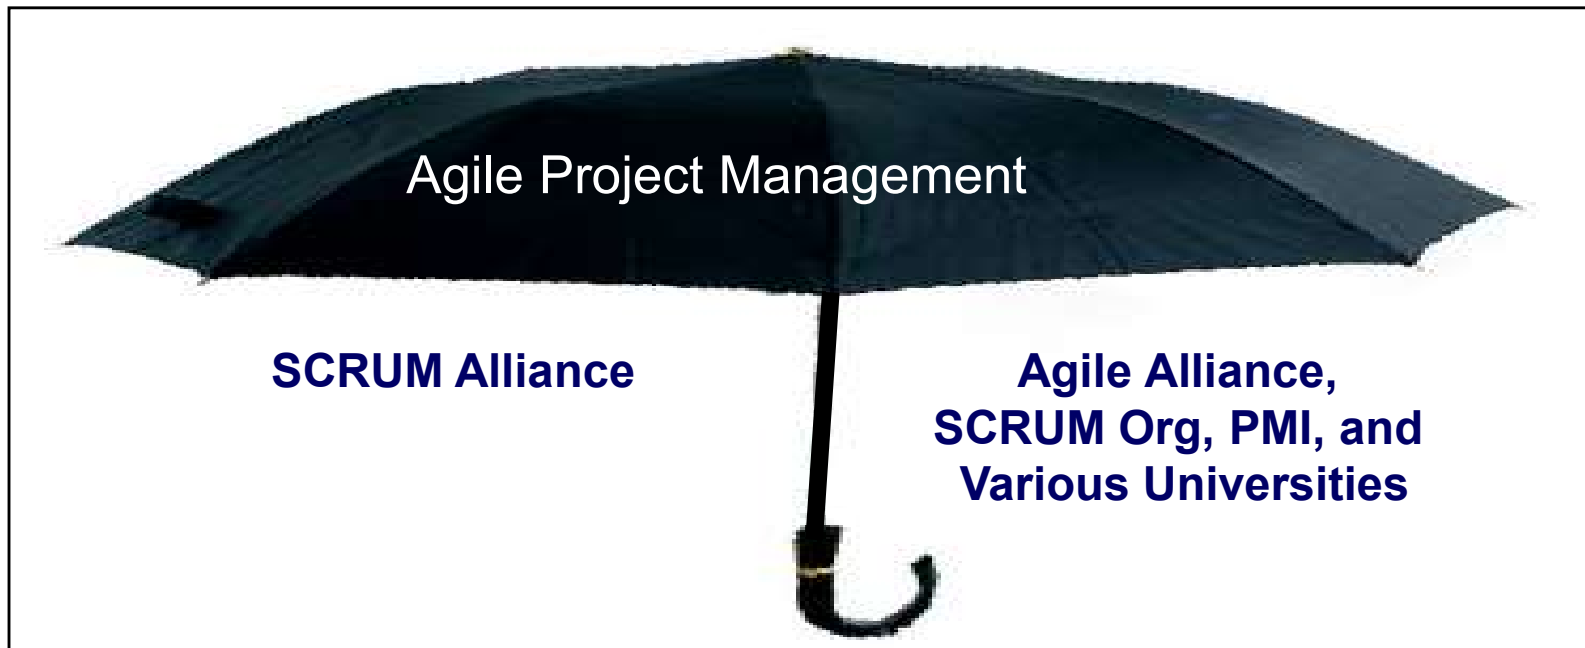 Agile Project Management
SCRUM Alliance
Agile Alliance,
SCRUM Org, PMI, and
Various Universities